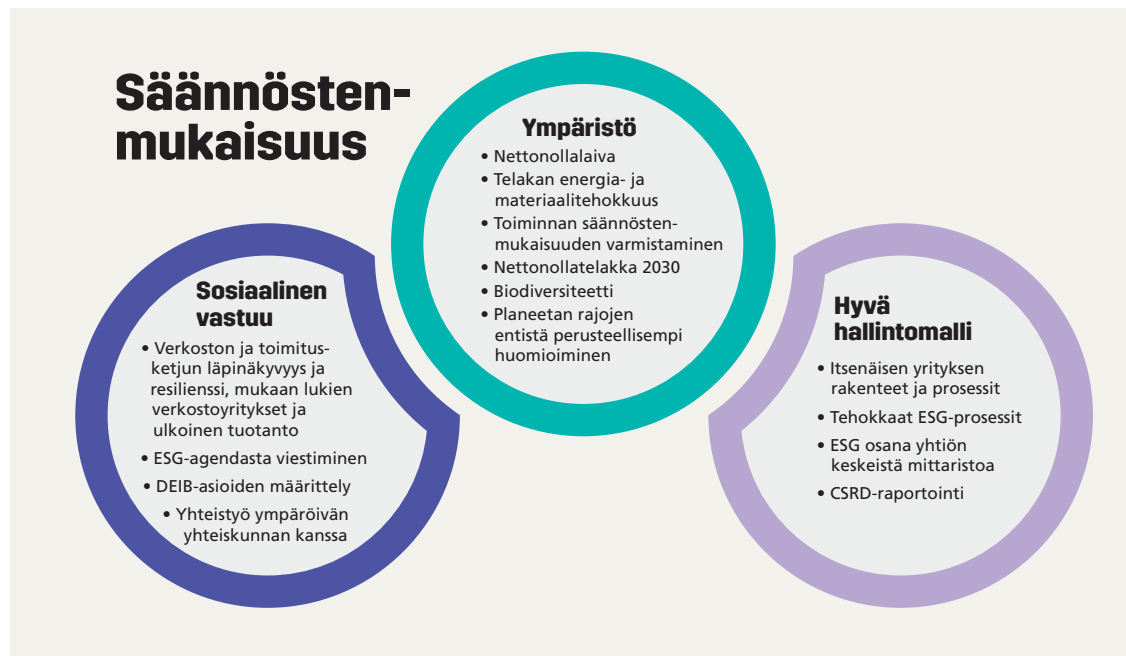 Säännösten-
mukaisuus
Sosiaalinen
vastuu
• Verkoston ja toimitus-
ketjun läpinäkyvyys ja
resilienssi, mukaan lukien
verkostoyritykset ja
ulkoinen tuotanto
• ESG-agendasta viestiminen
• DEIB-asioiden määrittely
• Yhteistyö ympäröivän
yhteiskunnan kanssa
Ympäristö
• Nettonollalaiva
• Telakan energia- ja
materiaalitehokkuus
• Toiminnan säännösten-
mukaisuuden varmistaminen
• Nettonollatelakka 2030
• Biodiversiteetti
• Planeetan rajojen
entistä perusteellisempi
huomioiminen
Hyvä
hallintomalli
• Itsenäisen yrityksen
rakenteet ja prosessit
• Tehokkaat ESG-prosessit
• ESG osana yhtiön
keskeistä mittaristoa
• CSRD-raportointi